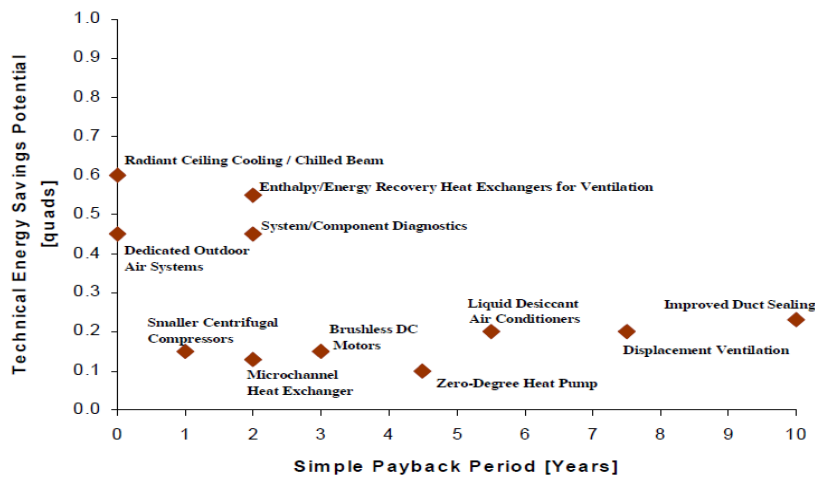 Technical Energy Savings Potential
[quads]
1.0
0.9
0.8
0.7
0.6
0.5
0.4
0.3
0.2
0.1
0.0
Radiant Ceiling Cooling / Chilled Beam
Enthalpy/Energy Recovery Heat Exchangers for Ventilation
System/Component Diagnostics
Dedicated Outdoor
Air Systems
Smaller Centrifugal
Compressors
Microchannel
Heat Exchanger
Brushless DC
Motors
Zero-Degree Heat Pump
Liquid Desiccant
Air Conditioners
Displacement Ventilation
Improved Duct Sealing
0 1 2 3 4 5 6 7 8 9 10
Simple Payback Period [Years]